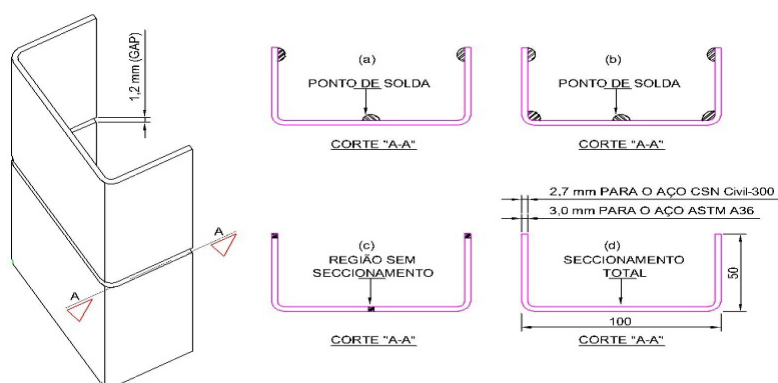 1,2 mm (GAP)
A
A
(a)
PONTO DE SOLDA
CORTE "A-A"
(b)
PONTO DE SOLDA
CORTE "A-A"
(c)
REGIÃO SEM
SECCIONAMENTO
CORTE "A-A"
2,7 mm PARA O AÇO CSN Civil-300
3,0 mm PARA O AÇO ASTM A36
(d)
SECCIONAMENTO
TOTAL
50
100
CORTE "A-A"